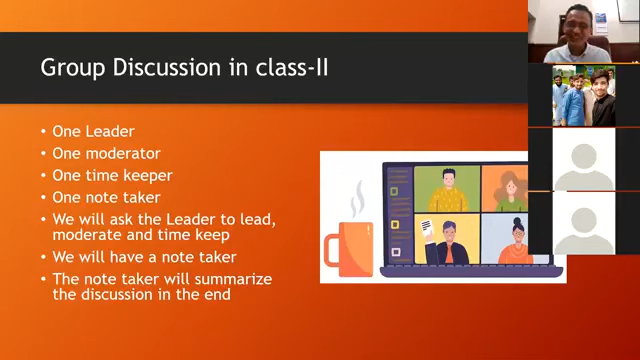 Group Discussion in class-II
• One Leader
• One moderator
• One time keeper
• One note taker
• We will ask the Leader to lead,
moderate and time keep
• We will have a note taker
• The note taker will summarize
the discussion in the end